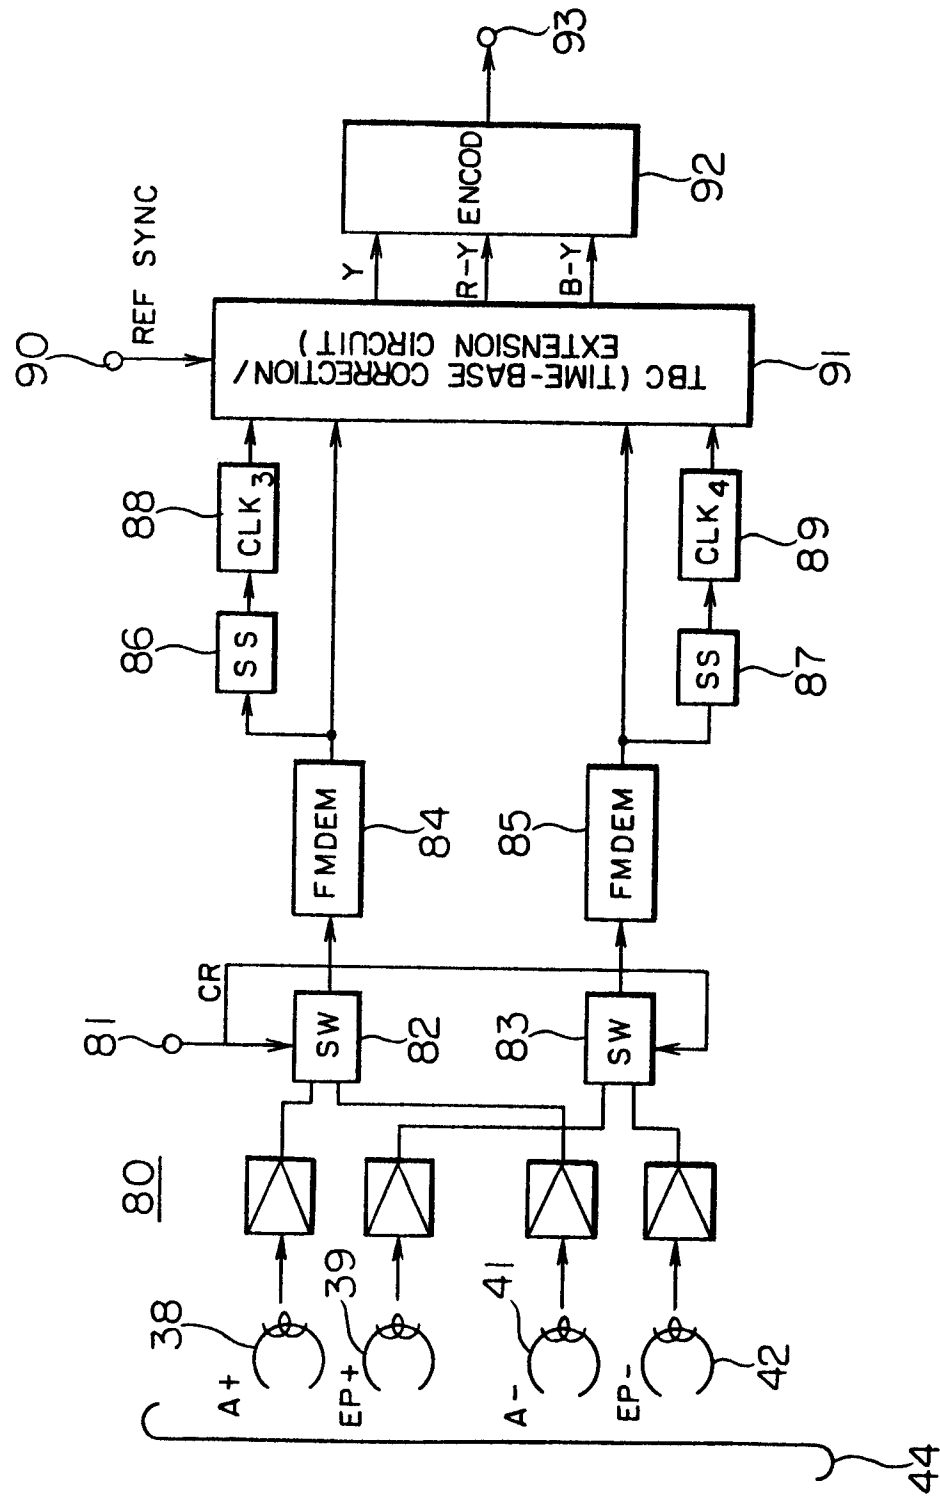 80
38
A+
39
EP+
41
A-
EP-
42
44
81
CR
SW
82
83
SW
FMDEM
84
85
FMDEM
86
SS
88
CLK3
SS
87
CLK4
89
90
REF SYNC
TBC (TIME-BASE CORRECTION/
EXTENSION CIRCUIT)
91
Y
R-Y
B-Y
ENCOD
92
93